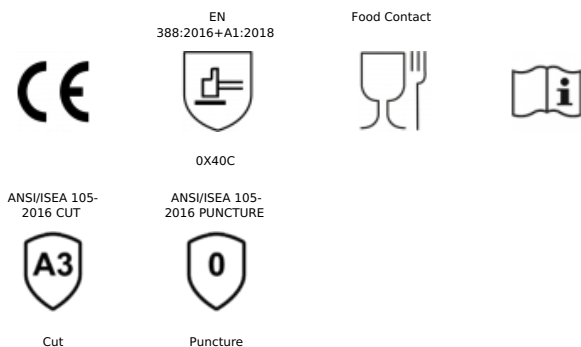 EN
388:2016+A1:2018
Food Contact
CE
i
0X40C
ANSI/ISEA 105-
2016 CUT
ANSI/ISEA 105-
2016 PUNCTURE
A3
0
Cut
Puncture